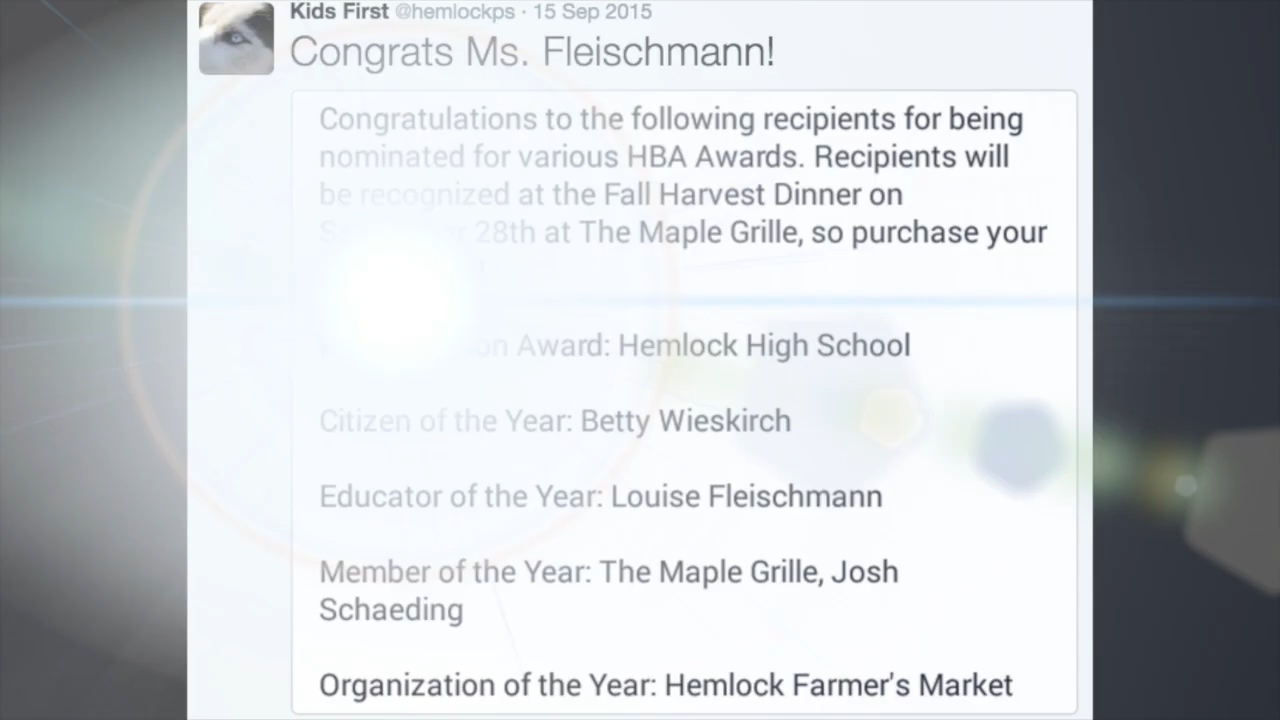 Kids First @hemlockps · 15 Sep 2015
Congrats Ms. Fleischmann!
Congratulations to the following recipients for being
nominated for various HBA Awards. Recipients will
be recognized at the Fall Harvest Dinner on
28th at The Maple Grille, so purchase your
Award: Hemlock High School
Citizen of the Year: Betty Wieskirch
Educator of the Year: Louise Fleischmann
Member of the Year: The Maple Grille, Josh
Schaeding
Organization of the Year: Hemlock Farmer's Market